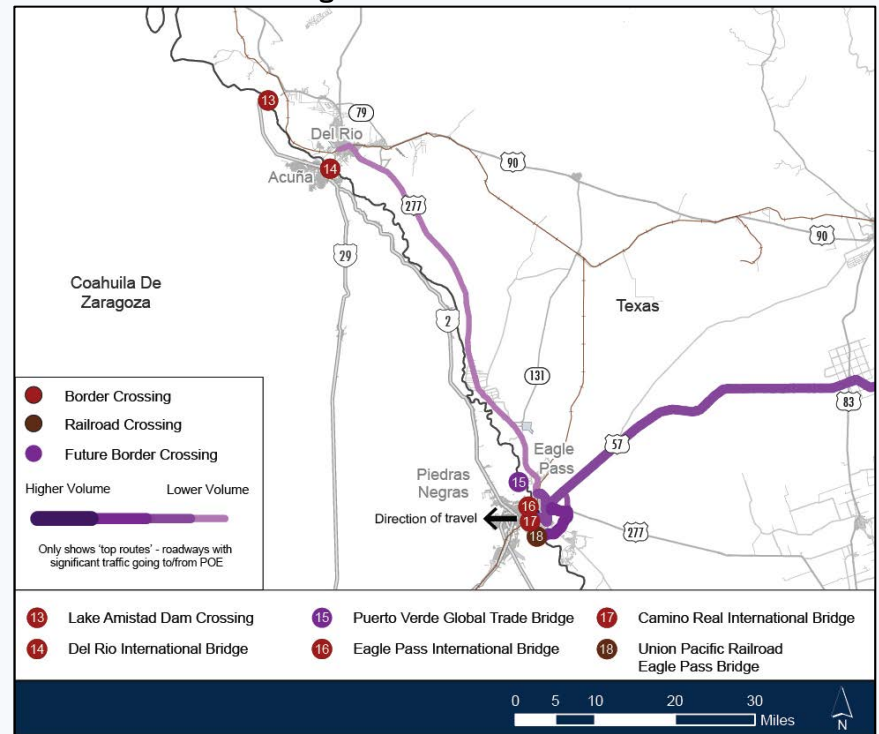 13
79
Del Rio
14
Acuña
90
277
90
29
Coahuila De
Zaragoza
2
Texas
131
83
57
Eagle
Pass
15
Piedras
Negras
16
Direction of travel
17
18
277
Border Crossing
Railroad Crossing
Future Border Crossing
Higher Volume Lower Volume
Only shows 'top routes' - roadways with
significant traffic going to/from POE
13 Lake Amistad Dam Crossing
14 Del Rio International Bridge
15 Puerto Verde Global Trade Bridge
16 Eagle Pass International Bridge
17 Camino Real International Bridge
18 Union Pacific Railroad
Eagle Pass Bridge
0 5 10 20 30
Miles
N